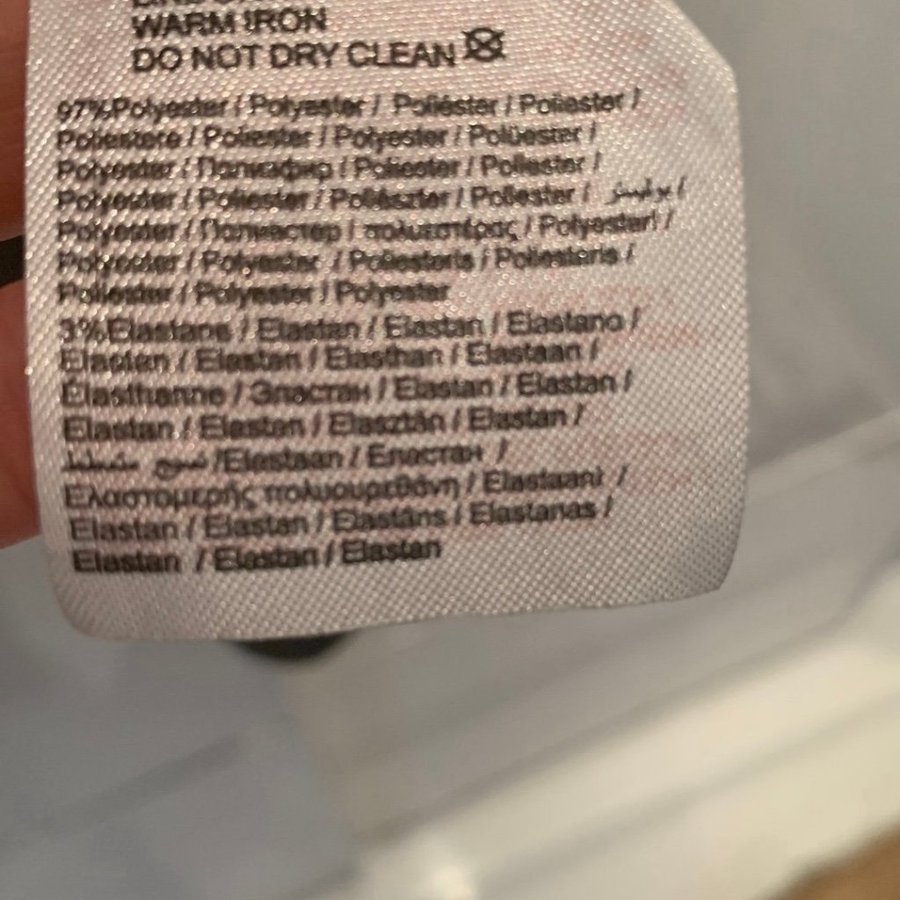 WARM IRON
DO NOT DRY CLEAN
97%Polyester / Polyester / Poliéster / Poliester /
Poliestere / Poliester / Polyester / Polüester /
Polyester / Полиэфир / Poliester / Poliester /
Polyester / Poliester / Poliészter / Poliester / بوليستر /
Polyester / Полиестер / πολυεστέρας / Polyesteri /
Polyester / Polyester / Poliesteris / Poliesteris /
Poliester / Polyester / Polyester
3%Elastane / Elastan / Elastan / Elastano /
Elasten / Elastan / Elasthan / Elastaan /
Élasthanne / Эластан / Elastan / Elastan /
Elastan / Elastan / Elasztán / Elastan /
/Elastaan / Еластан /
Ελαστομερής πολυουρεθάνη / Elastaani /
Elastan / Elastan / Elastāns / Elastanas /
Elastan / Elastan / Elastan